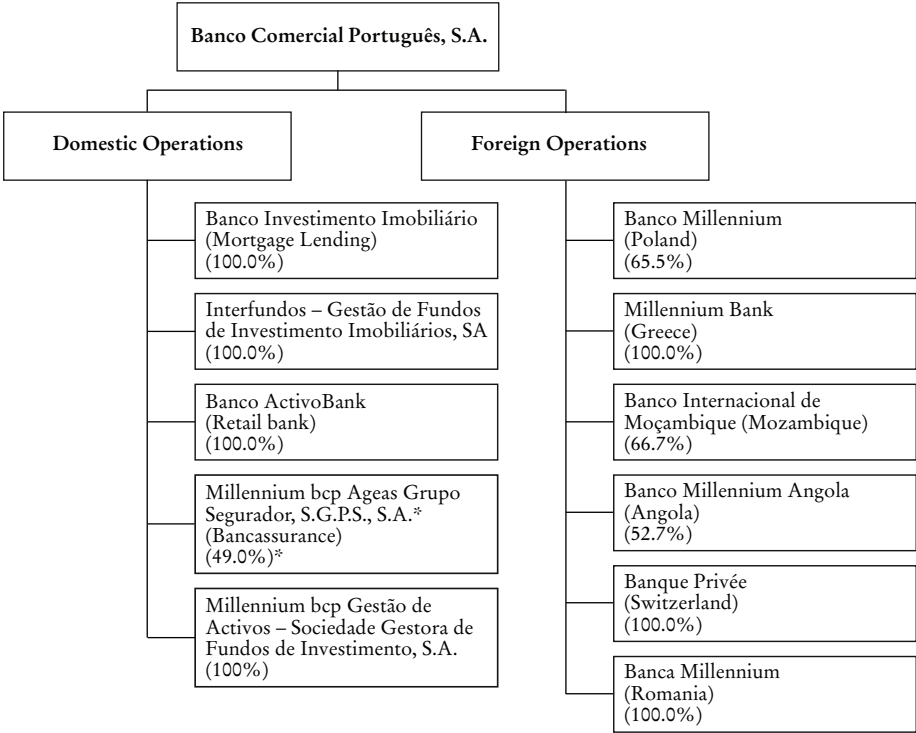 Banco Comercial Português, S.A.
Domestic Operations
Banco Investimento Imobiliário
(Mortgage Lending)
(100.0%)
Interfundos – Gestão de Fundos
de Investimento Imobiliários, SA
(100.0%)
Banco ActivoBank
(Retail bank)
(100.0%)
Millennium bcp Ageas Grupo
Segurador, S.G.P.S., S.A.*
(Bancassurance)
(49.0%)*
Millennium bcp Gestão de
Activos – Sociedade Gestora de
Fundos de Investimento, S.A.
(100%)
Foreign Operations
Banco Millennium
(Poland)
(65.5%)
Millennium Bank
(Greece)
(100.0%)
Banco Internacional de
Moçambique (Mozambique)
(66.7%)
Banco Millennium Angola
(Angola)
(52.7%)
Banque Privée
(Switzerland)
(100.0%)
Banca Millennium
(Romania)
(100.0%)